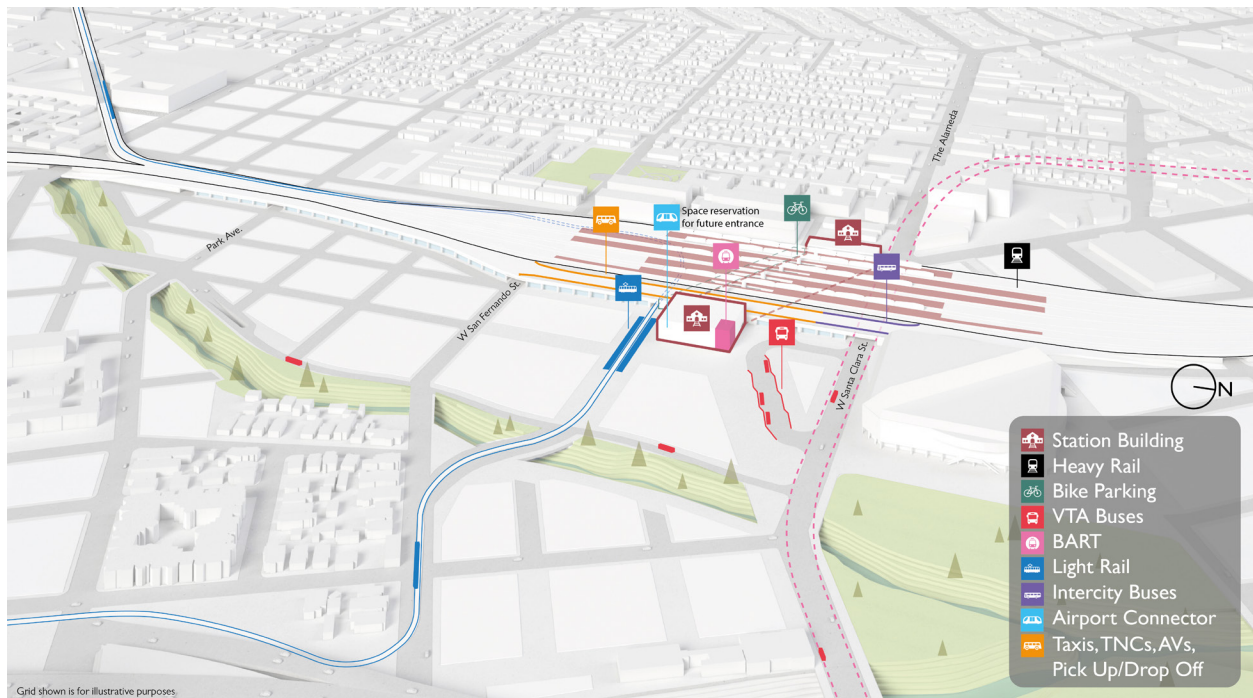 The Alameda
Space reservation
for future entrance
Park Ave.
W San Fernando St.
W Santa Clara St.
N
Station Building
Heavy Rail
Bike Parking
VTA Buses
BART
Light Rail
Intercity Buses
Airport Connector
Taxis, TNCs, AVs,
Pick Up/Drop Off
Grid shown is for illustrative purposes